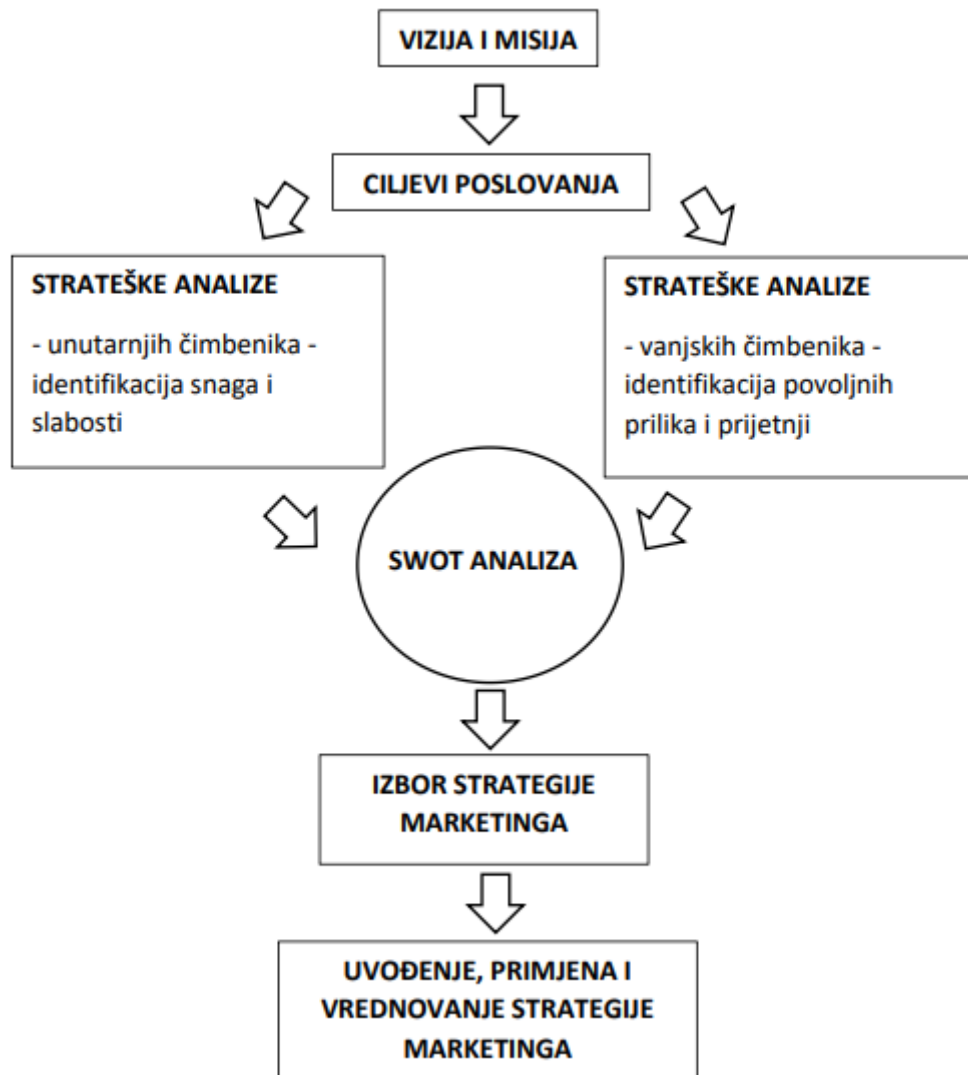 VIZIJA I MISIJA
CILJEVI POSLOVANJA
STRATEŠKE ANALIZE
- unutarnjih čimbenika -
identifikacija snaga i
slabosti
STRATEŠKE ANALIZE
- vanjskih čimbenika -
identifikacija povoljnih
prilika i prijetnji
SWOT ANALIZA
IZBOR STRATEGIJE
MARKETINGA
UVOĐENJE, PRIMJENA I
VREDNOVANJE STRATEGIJE
MARKETINGA